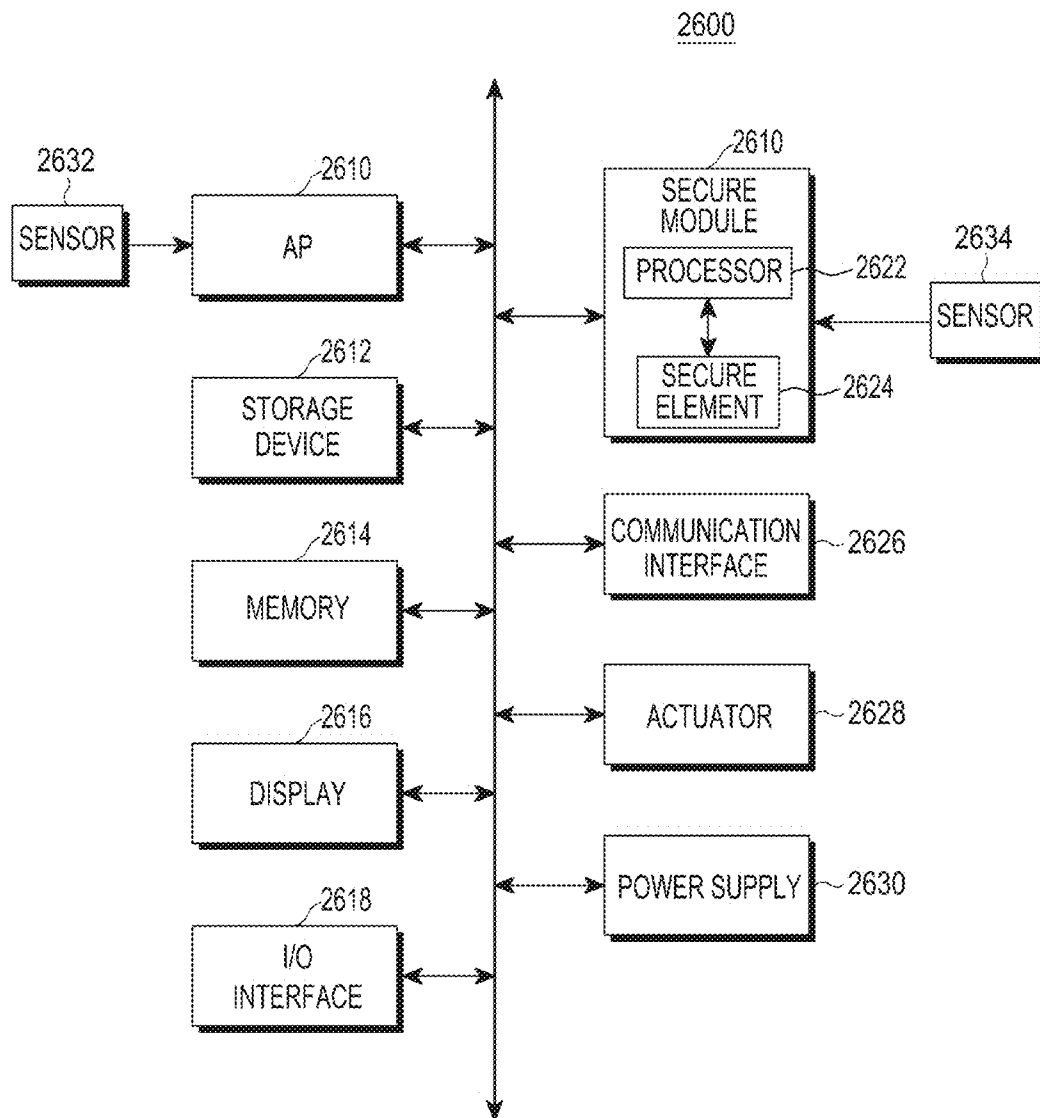 2600
2632
SENSOR
2610
AP
2612
STORAGE
DEVICE
2614
MEMORY
2616
DISPLAY
2618
I/O
INTERFACE
2610
SECURE
MODULE
PROCESSOR
2622
SECURE
ELEMENT
2624
2634
SENSOR
COMMUNICATION
INTERFACE
2626
ACTUATOR
2628
POWER SUPPLY
2630